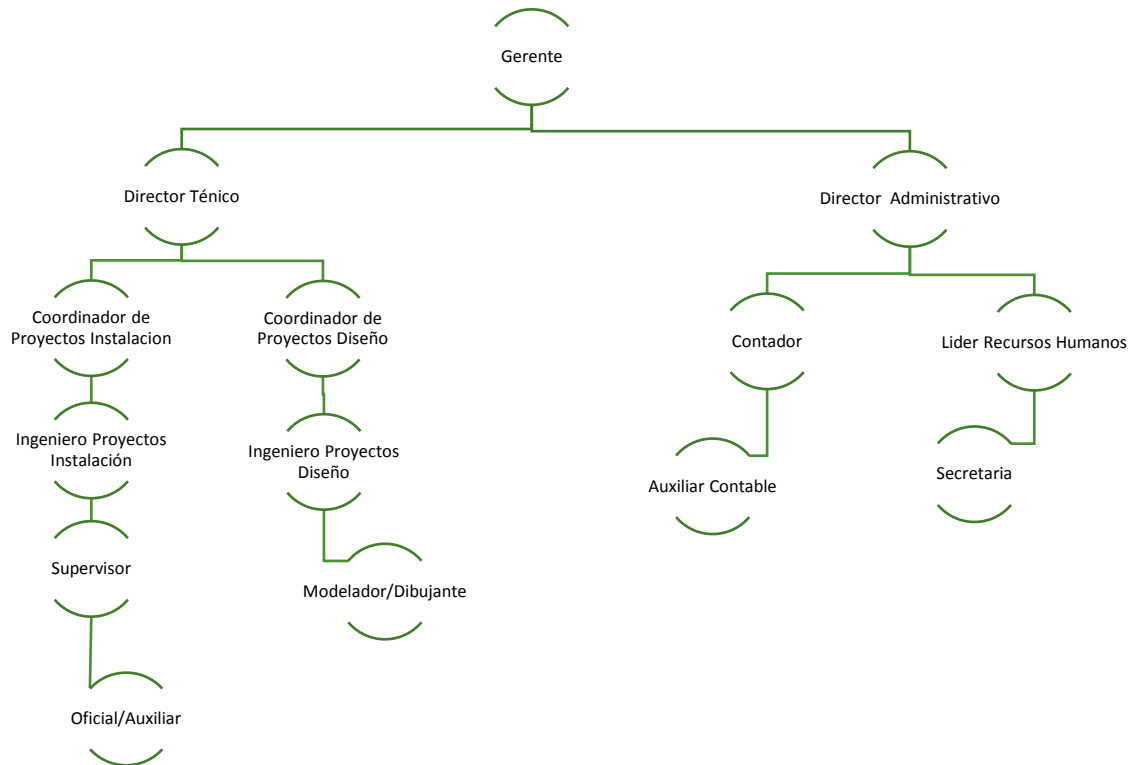 Gerente
Director Ténico
Director Administrativo
Coordinador de
Proyectos Instalacion
Coordinador de
Proyectos Diseño
Contador
Lider Recursos Humanos
Ingeniero Proyectos
Instalación
Ingeniero Proyectos
Diseño
Auxiliar Contable
Secretaria
Supervisor
Modelador/Dibujante
Oficial/Auxiliar